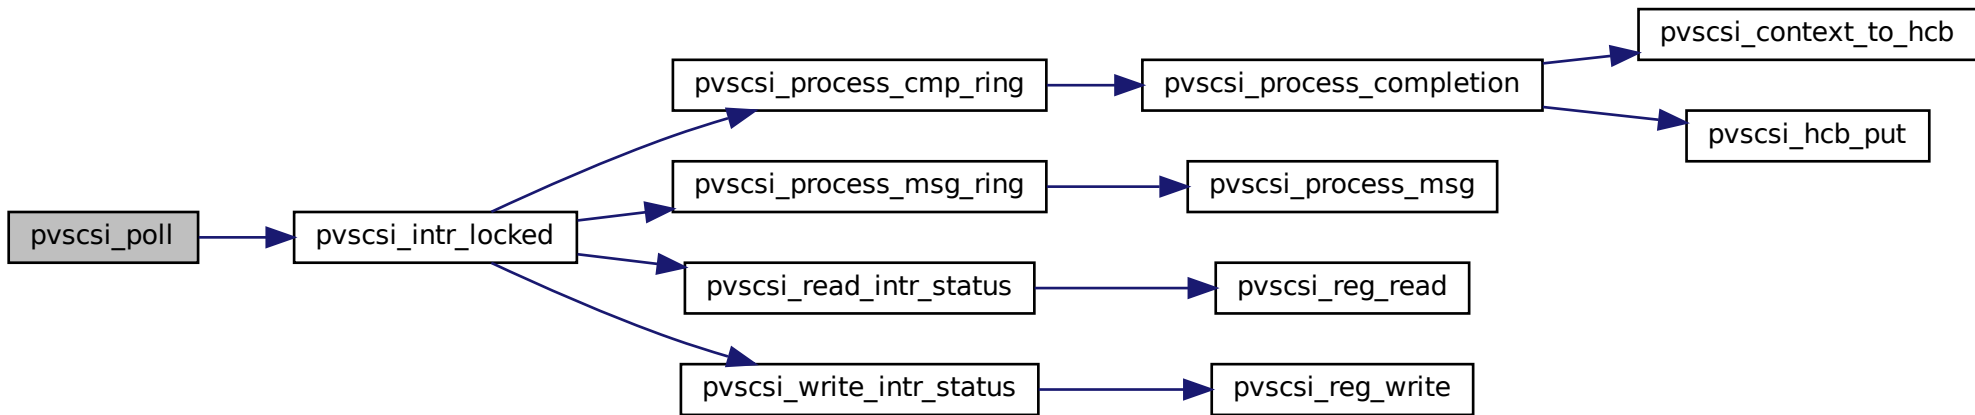 pvscsi_poll
pvscsi_intr_locked
pvscsi_process_cmp_ring
pvscsi_process_completion
pvscsi_context_to_hcb
pvscsi_hcb_put
pvscsi_process_msg_ring
pvscsi_process_msg
pvscsi_read_intr_status
pvscsi_reg_read
pvscsi_write_intr_status
pvscsi_reg_write